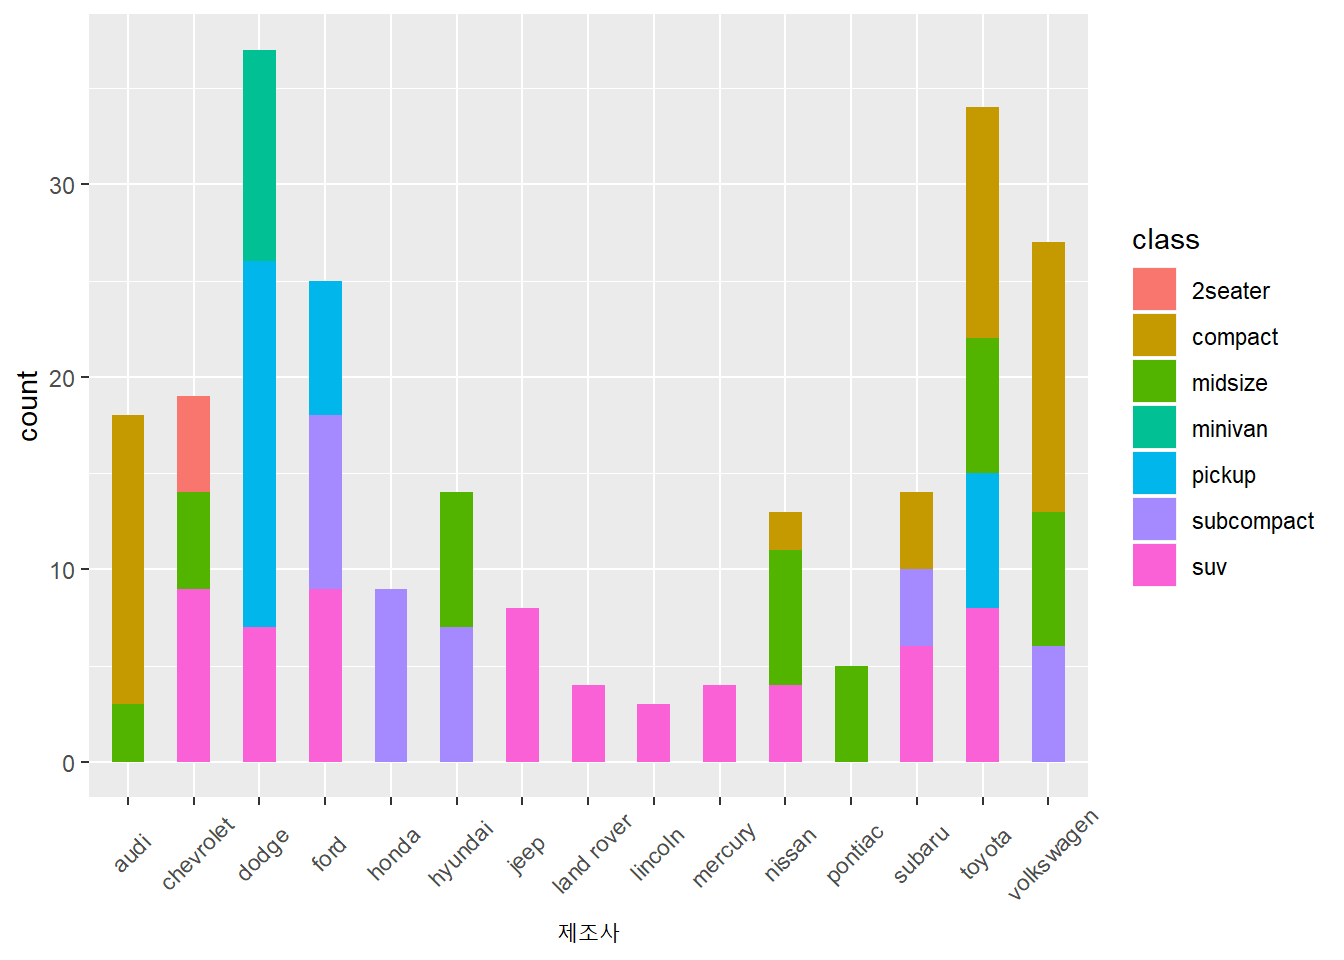 count
30
20
10
0
audi
chevrolet
dodge
ford
honda
hyundai
jeep
land rover
lincoln
mercury
nissan
pontiac
subaru
toyota
volkswagen
제조사
class
2seater
compact
midsize
minivan
pickup
subcompact
suv